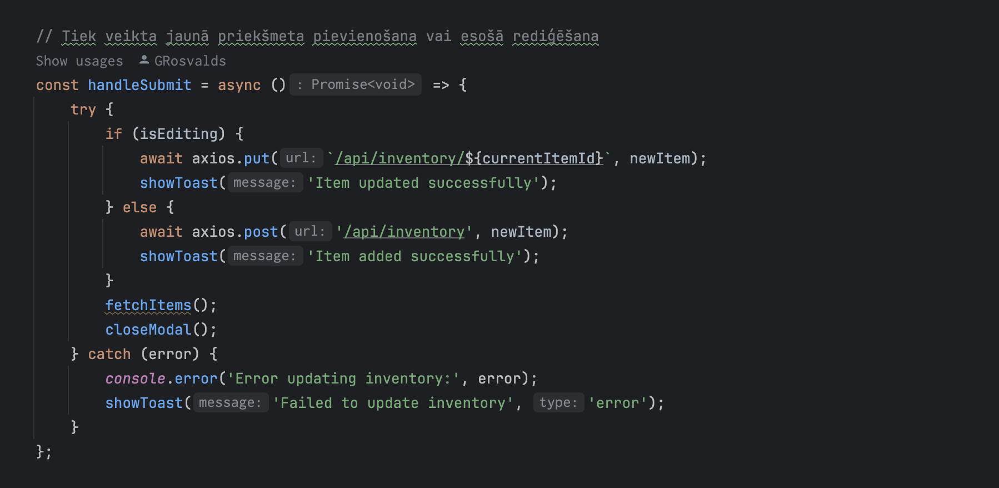 // Tiek veikta jaunā priekšmeta pievienošana vai esošā rediģēšana
Show usages GRosvalds
const handleSubmit = async () : Promise<void> => {
try {
if (isEditing) {
await axios.put( url: `/api/inventory/${currentItemId}`, newItem);
showToast( message: 'Item updated successfully');
} else {
await axios.post( url: '/api/inventory', newItem);
showToast( message: 'Item added successfully');
}
fetchItems();
closeModal();
} catch (error) {
console.error('Error updating inventory:', error);
showToast( message: 'Failed to update inventory', type: 'error');
}
};